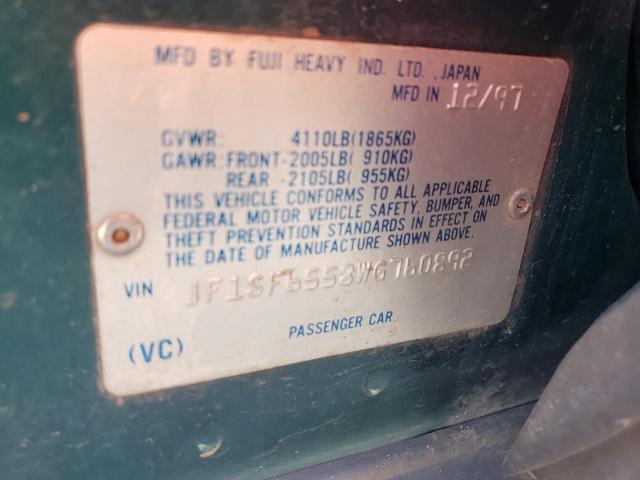 MFD BY FUJI HEAVY IND. LTD., JAPAN
MFD IN 12/97
GVWR: 4110LB(1865KG)
GAWR: FRONT-2005LB( 910KG)
REAR -2105LB( 955KG)
THIS VEHICLE CONFORMS TO ALL APPLICABLE
FEDERAL MOTOR VEHICLE SAFETY, BUMPER, AND
THEFT PREVENTION STANDARDS IN EFFECT ON
THE DATE OF MANUFACTURE SHOWN ABOVE.
VIN JF1SF6558WG760892
PASSENGER CAR
(VC)